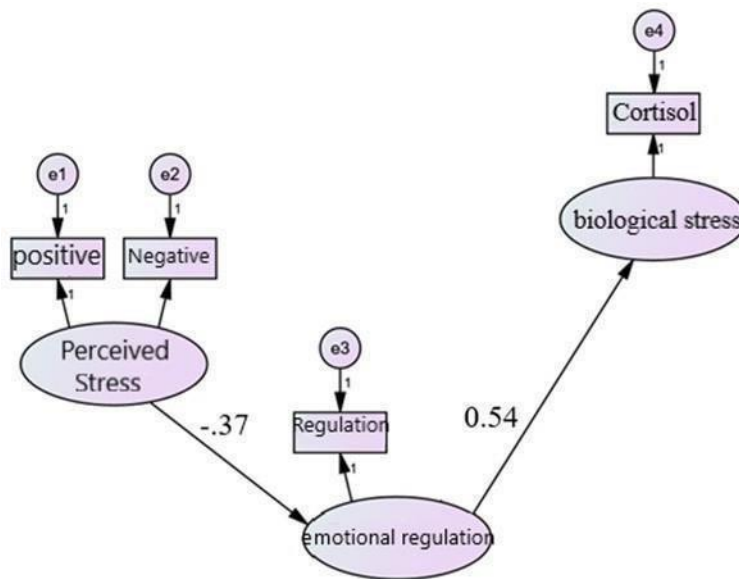 e4
1
Cortisol
1
biological stress
e1
e2
1
1
positive
Negative
1
Perceived
Stress
e3
1
Regulation
1
-.37
0.54
emotional regulation